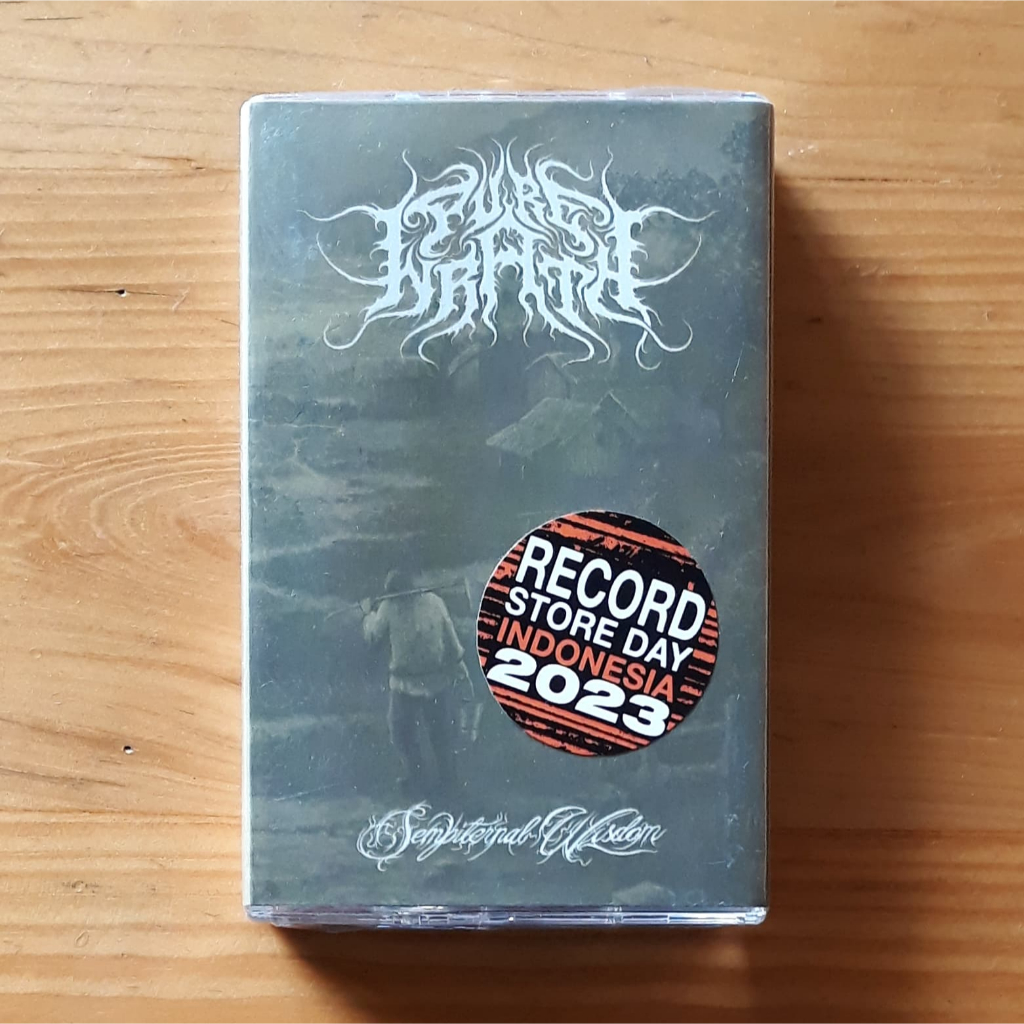 PURE
WRATH
RECORD
STORE DAY
INDONESIA
2023
Sempiternal Wisdom